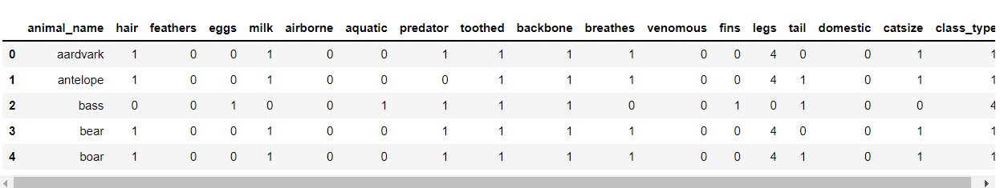 animal_name hair feathers eggs milk airborne aquatic predator toothed backbone breathes venomous fins legs tail domestic catsize class_type
0 aardvark 1 0 0 1 0 0 1 1 1 1 0 0 4 0 0 1 1
1 antelope 1 0 0 1 0 0 0 1 1 1 0 0 4 1 0 1 1
2 bass 0 0 1 0 0 1 1 1 1 0 0 1 0 1 0 0 4
3 bear 1 0 0 1 0 0 1 1 1 1 0 0 4 0 0 1 1
4 boar 1 0 0 1 0 0 1 1 1 1 0 0 4 1 0 1 1